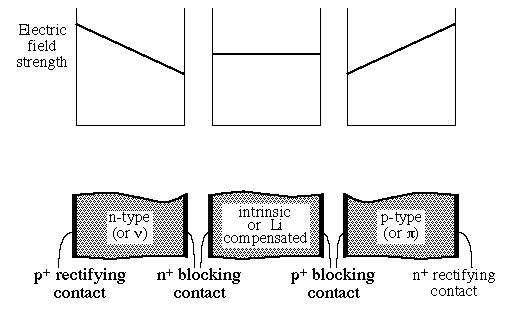 Electric
field
strength
n-type
(or ν)
intrinsic
or Li
compensated
p-type
(or π)
p+ rectifying
contact
n+ blocking
contact
p+ blocking
contact
n+ rectifying
contact